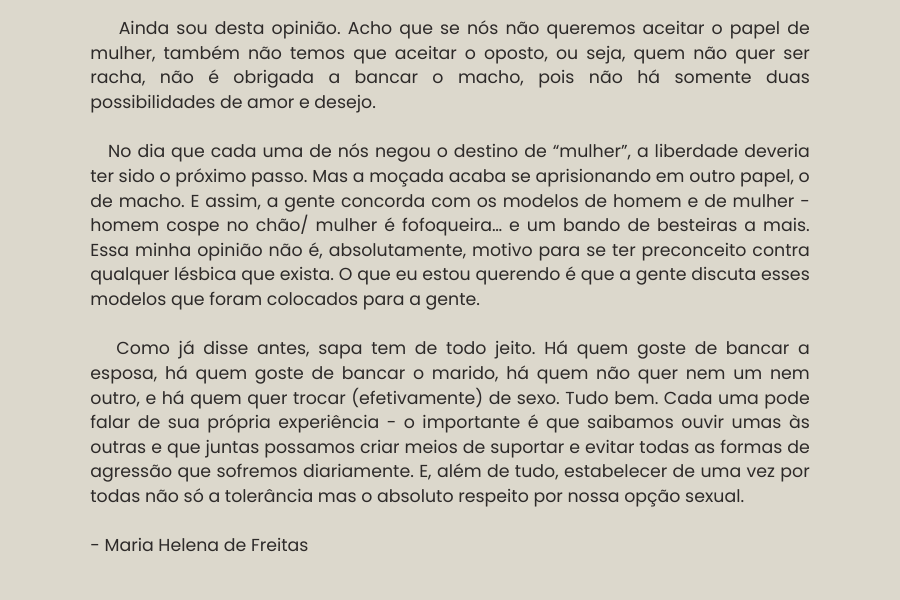 Ainda sou desta opinião. Acho que se nós não queremos aceitar o papel de
mulher, também não temos que aceitar o oposto, ou seja, quem não quer ser
racha, não é obrigada a bancar o macho, pois não há somente duas
possibilidades de amor e desejo.
No dia que cada uma de nós negou o destino de “mulher”, a liberdade deveria
ter sido o próximo passo. Mas a moçada acaba se aprisionando em outro papel, o
de macho. E assim, a gente concorda com os modelos de homem e de mulher -
homem cospe no chão/ mulher é fofoqueira... e um bando de besteiras a mais.
Essa minha opinião não é, absolutamente, motivo para se ter preconceito contra
qualquer lésbica que exista. O que eu estou querendo é que a gente discuta esses
modelos que foram colocados para a gente.
Como já disse antes, sapa tem de todo jeito. Há quem goste de bancar a
esposa, há quem goste de bancar o marido, há quem não quer nem um nem
outro, e há quem quer trocar (efetivamente) de sexo. Tudo bem. Cada uma pode
falar de sua própria experiência - o importante é que saibamos ouvir umas às
outras e que juntas possamos criar meios de suportar e evitar todas as formas de
agressão que sofremos diariamente. E, além de tudo, estabelecer de uma vez por
todas não só a tolerância mas o absoluto respeito por nossa opção sexual.
- Maria Helena de Freitas